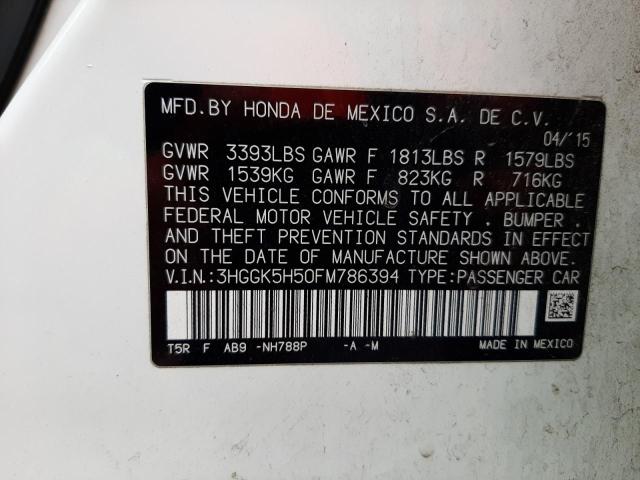 MFD.BY HONDA DE MEXICO S.A. DE C.V.
04/'15
GVWR 3393LBS GAWR F 1813LBS R 1579LBS
GVWR 1539KG GAWR F 823KG R 716KG
THIS VEHICLE CONFORMS TO ALL APPLICABLE
FEDERAL MOTOR VEHICLE SAFETY . BUMPER .
AND THEFT PREVENTION STANDARDS IN EFFECT
ON THE DATE OF MANUFACTURE SHOWN ABOVE.
V.I.N.:3HGGK5H50FM786394 TYPE:PASSENGER CAR
T5R F AB9 -NH788P -A -M MADE IN MEXICO